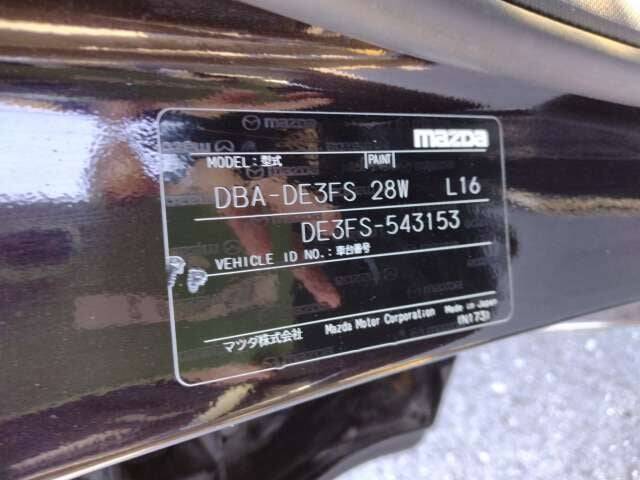 mazda
MODEL:型式 PAINT
DBA-DE3FS 28W L16
DE3FS-543153
VEHICLE ID NO.:車台番号
マツダ株式会社 Mazda Motor Corporation Made in Japan
(N173)